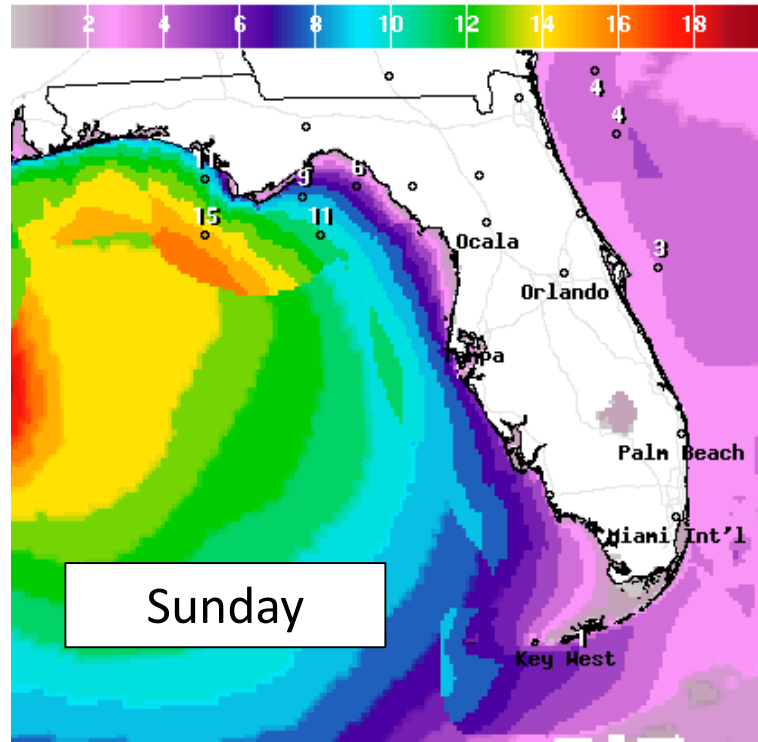 2 4 6 8 10 12 14 16 18
4
4
11
9 6
15 11
3
Ocala
Orlando
Tampa
Palm Beach
Miami Int'l
Sunday
1
Key West